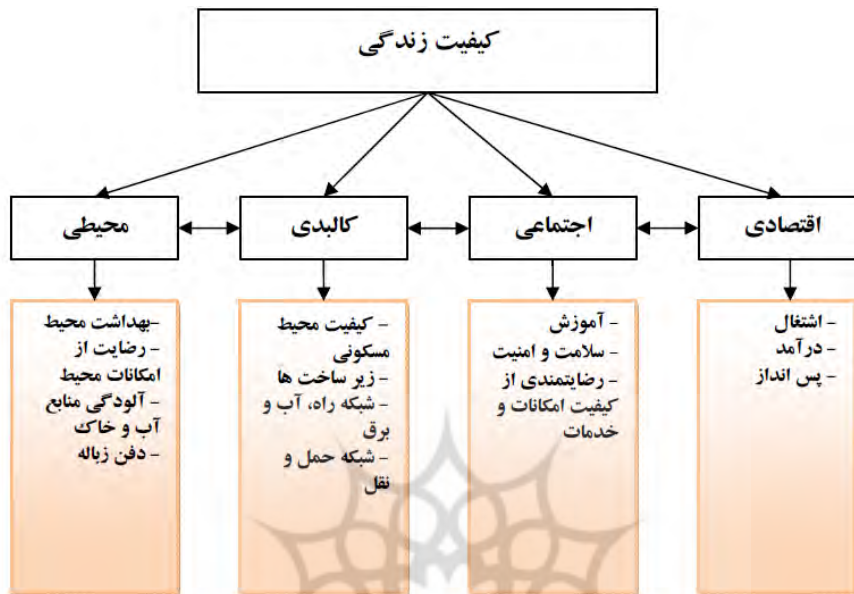 کیفیت زندگی
اقتصادی
اجتماعی
کالبدی
محیطی
- اشتغال
- درآمد
- پس انداز
- آموزش
- سلامت و امنیت
- رضایتمندی از
کیفیت امکانات و
خدمات
- کیفیت محیط
مسکونی
- زیر ساخت ها
- شبکه راه، آب و
برق
- شبکه حمل و
نقل
-بهداشت محیط
- رضایت از
امکانات محیط
- آلودگی منابع
آب و خاک
- دفن زباله